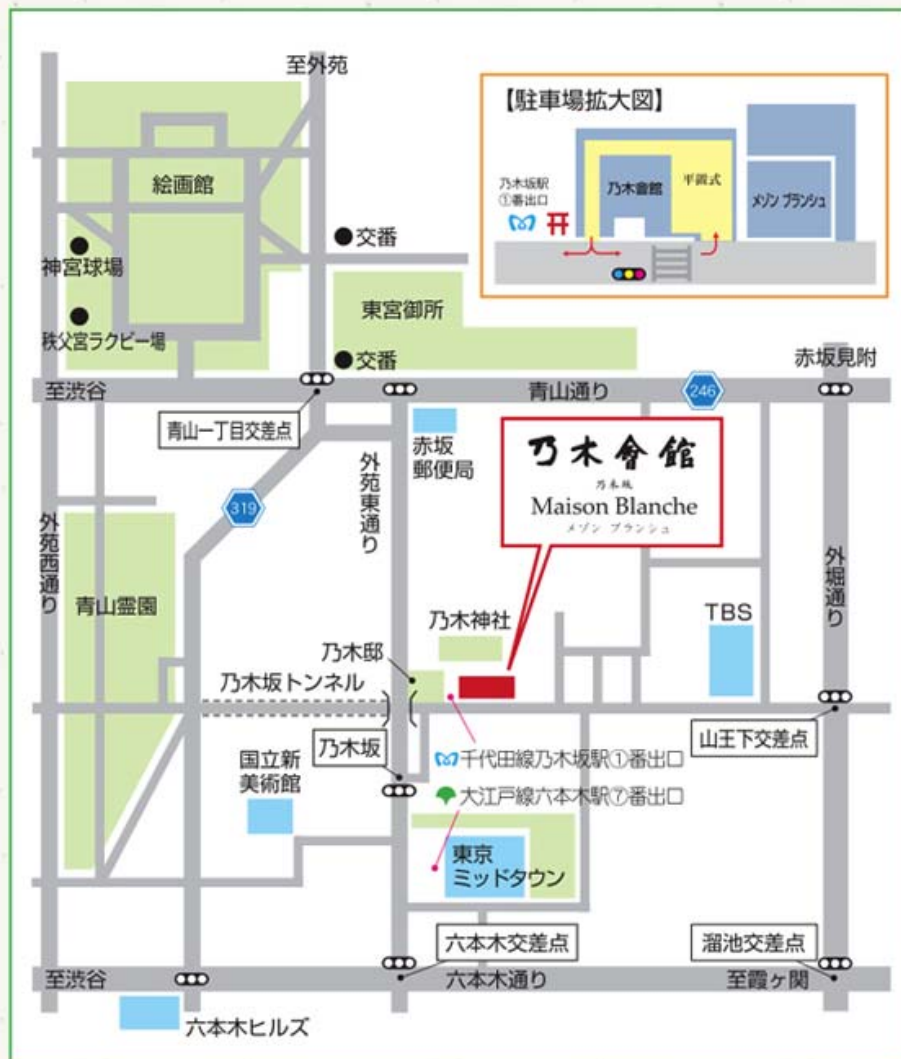 至外苑
【駐車場拡大図】
乃木坂駅
①番出口
乃木會館
平置式
メゾン ブランシュ
絵画館
交番
神宮球場
秩父宮ラクビー場
東宮御所
交番
赤坂見附
至渋谷
青山通り
246
青山一丁目交差点
赤坂
郵便局
乃木會館
乃木坂
Maison Blanche
メゾン ブランシュ
319
外苑東通り
外苑西通り
青山霊園
外堀通り
TBS
乃木神社
乃木邸
乃木坂トンネル
乃木坂
山王下交差点
国立新
美術館
千代田線乃木坂駅①番出口
大江戸線六本木駅⑦番出口
東京
ミッドタウン
六本木交差点
溜池交差点
至渋谷
六本木通り
至霞ヶ関
六本木ヒルズ